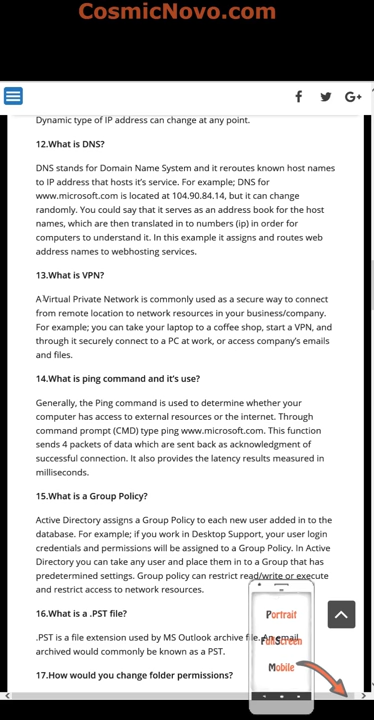 CosmicNovo.com
Dynamic type of IP address can change at any point.
12.What is DNS?
DNS stands for Domain Name System and it reroutes known host names
to IP address that hosts it's service. For example; DNS for
www.microsoft.com is located at 104.90.84.14, but it can change
randomly. You could say that it serves as an address book for the host
names, which are then translated in to numbers (ip) in order for
computers to understand it. In this example it assigns and routes web
address names to webhosting services.
13.What is VPN?
A Virtual Private Network is commonly used as a secure way to connect
from remote location to network resources in your business/company.
For example; you can take your laptop to a coffee shop, start a VPN, and
through it securely connect to a PC at work, or access company's emails
and files.
14.What is ping command and it's use?
Generally, the Ping command is used to determine whether your
computer has access to external resources or the internet. Through
command prompt (CMD) type ping www.microsoft.com. This function
sends 4 packets of data which are sent back as acknowledgment of
successful connection. It also provides the latency results measured in
milliseconds.
15.What is a Group Policy?
Active Directory assigns a Group Policy to each new user added in to the
database. For example; if you work in Desktop Support, your user login
credentials and permissions will be assigned to a Group Policy. In Active
Directory you can take any user and place them in to a Group that has
predetermined settings. Group policy can restrict read/write or execute
and restrict access to network resources.
16.What is a .PST file?
.PST is a file extension used by MS Outlook archive file. An email
archived would commonly be known as a PST.
17.How would you change folder permissions?
Portrait
FullScreen
Mobile